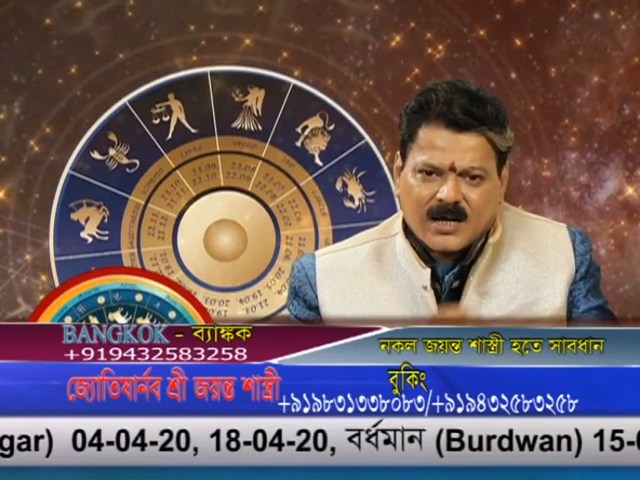 BANGKOK – ব্যাঙ্কক
+919432583258
নকল জয়ন্ত শাস্ত্রী হতে সাবধান
জ্যোতিষার্নব শ্রী জয়ন্ত শাস্ত্রী
বুকিং
+৯১৯৮৩১৩৩৮০৮৩/+৯১৯৪৩২৫৮৩২৫৮
gar) 04-04-20, 18-04-20, বর্ধমান (Burdwan) 15-0